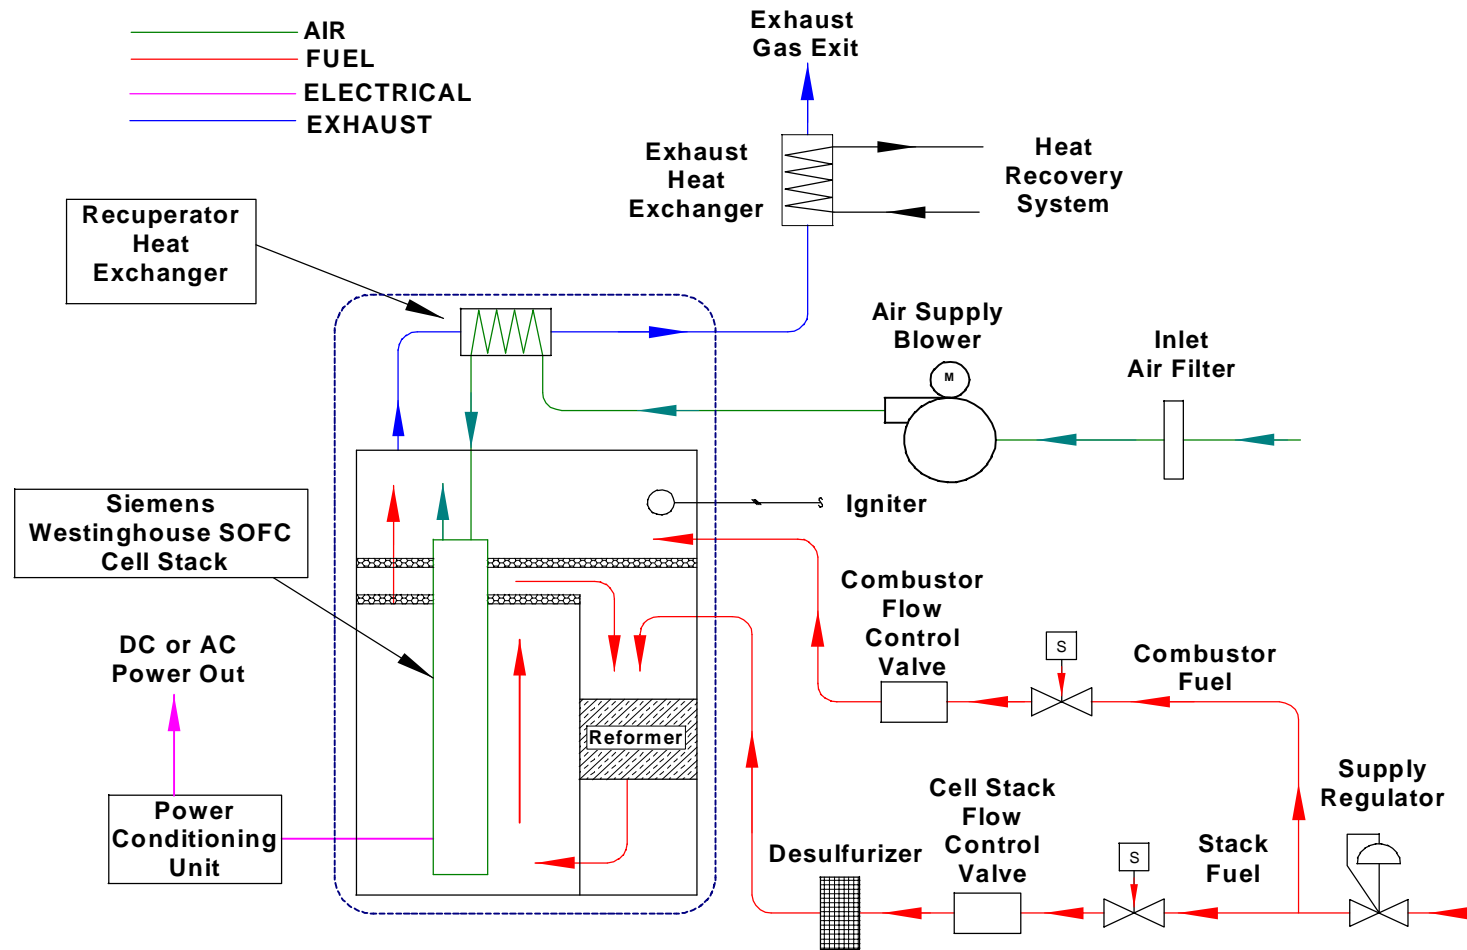 AIR
FUEL
ELECTRICAL
EXHAUST
Exhaust
Gas Exit
Exhaust
Heat
Exchanger
Heat
Recovery
System
Recuperator
Heat
Exchanger
Air Supply
Blower
M
Inlet
Air Filter
Siemens
Westinghouse SOFC
Cell Stack
Igniter
Combustor
Flow
Control
Valve
S
Combustor
Fuel
DC or AC
Power Out
Reformer
Supply
Regulator
Power
Conditioning
Unit
Desulfurizer
Cell Stack
Flow
Control
Valve
S
Stack
Fuel